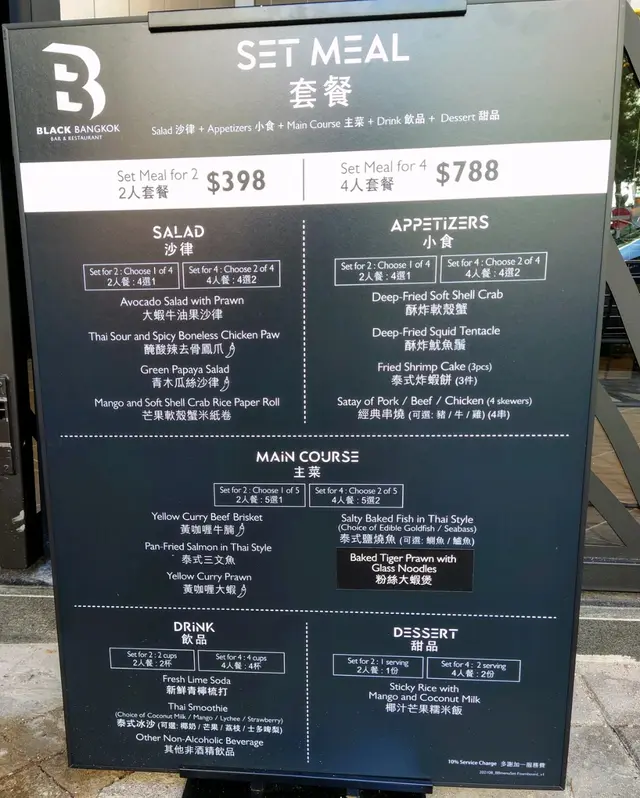 BLACK BANGKOK
BAR & RESTAURANT
SET MEAL
套餐
Salad 沙律 + Appetizers 小食 + Main Course 主菜 + Drink 飲品 + Dessert 甜品
Set Meal for 2 $398
2人套餐
Set Meal for 4 $788
4人套餐
SALAD
沙律
Set for 2 : Choose 1 of 4
2人餐 : 4選1
Set for 4 : Choose 2 of 4
4人餐 : 4選2
Avocado Salad with Prawn
大蝦牛油果沙律
Thai Sour and Spicy Boneless Chicken Paw
醃酸辣去骨鳳爪
Green Papaya Salad
青木瓜絲沙律
Mango and Soft Shell Crab Rice Paper Roll
芒果軟殼蟹米紙卷
APPETIZERS
小食
Set for 2 : Choose 1 of 4
2人餐 : 4選1
Set for 4 : Choose 2 of 4
4人餐 : 4選2
Deep-Fried Soft Shell Crab
酥炸軟殼蟹
Deep-Fried Squid Tentacle
酥炸魷魚鬚
Fried Shrimp Cake (3pcs)
泰式炸蝦餅 (3件)
Satay of Pork / Beef / Chicken (4 skewers)
經典串燒 (可選: 豬 / 牛 / 雞) (4串)
MAIN COURSE
主菜
Set for 2 : Choose 1 of 5
2人餐 : 5選1
Set for 4 : Choose 2 of 5
4人餐 : 5選2
Yellow Curry Beef Brisket
黃咖喱牛腩
Pan-Fried Salmon in Thai Style
泰式三文魚
Yellow Curry Prawn
黃咖喱大蝦
Salty Baked Fish in Thai Style
(Choice of Edible Goldfish / Seabass)
泰式鹽燒魚 (可選: 鯽魚 / 鱸魚)
Baked Tiger Prawn with
Glass Noodles
粉絲大蝦煲
DRINK
飲品
Set for 2 : 2 cups
2人餐 : 2杯
Set for 4 : 4 cups
4人餐 : 4杯
Fresh Lime Soda
新鮮青檸梳打
Thai Smoothie
(Choice of Coconut Milk / Mango / Lychee / Strawberry)
泰式冰沙 (可選: 椰奶 / 芒果 / 荔枝 / 士多啤梨)
Other Non-Alcoholic Beverage
其他非酒精飲品
DESSERT
甜品
Set for 2 : 1 serving
2人餐 : 1份
Set for 4 : 2 serving
4人餐 : 2份
Sticky Rice with
Mango and Coconut Milk
椰汁芒果糯米飯
10% Service Charge 多謝加一服務費